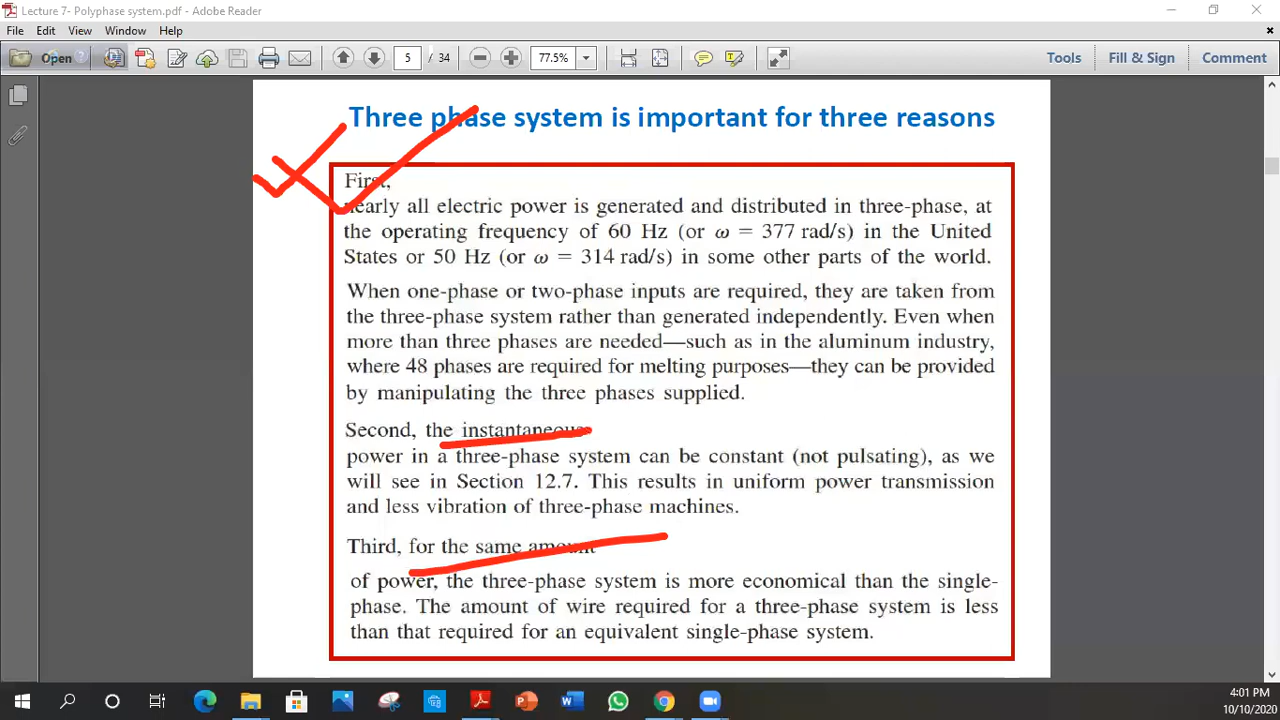 Lecture 7- Polyphase system.pdf - Adobe Reader
File Edit View Window Help
Open 5 / 34 77.5% Tools Fill & Sign Comment
Three phase system is important for three reasons
First,
nearly all electric power is generated and distributed in three-phase, at
the operating frequency of 60 Hz (or ω = 377 rad/s) in the United
States or 50 Hz (or ω = 314 rad/s) in some other parts of the world.
When one-phase or two-phase inputs are required, they are taken from
the three-phase system rather than generated independently. Even when
more than three phases are needed—such as in the aluminum industry,
where 48 phases are required for melting purposes—they can be provided
by manipulating the three phases supplied.
Second, the instantaneous
power in a three-phase system can be constant (not pulsating), as we
will see in Section 12.7. This results in uniform power transmission
and less vibration of three-phase machines.
Third, for the same amount
of power, the three-phase system is more economical than the single-
phase. The amount of wire required for a three-phase system is less
than that required for an equivalent single-phase system.
4:01 PM
10/10/2020